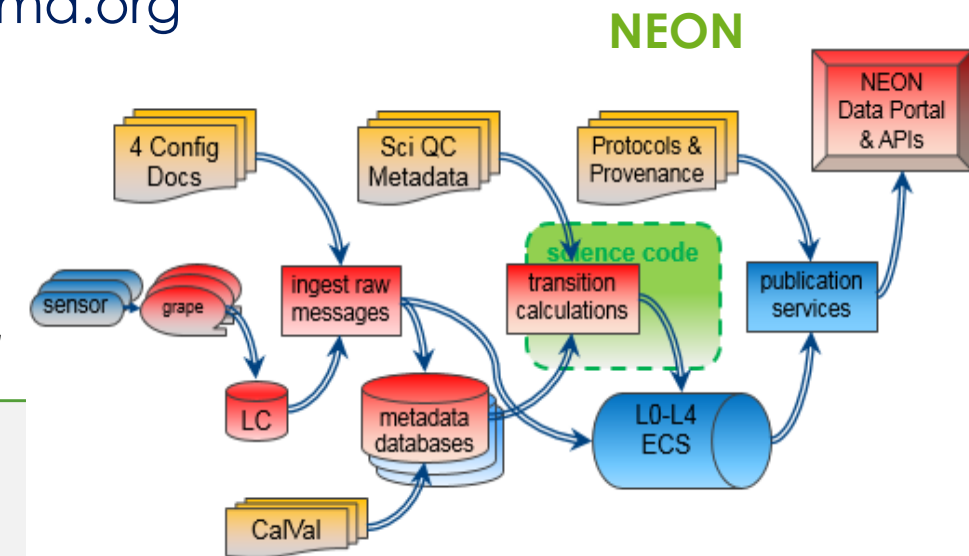 ma.org
NEON
NEON
Data Portal
& APIs
4 Config
Docs
Sci QC
Metadata
Protocols &
Provenance
science code
sensor
grape
ingest raw
messages
transition
calculations
publication
services
LC
metadata
databases
L0-L4
ECS
CalVal